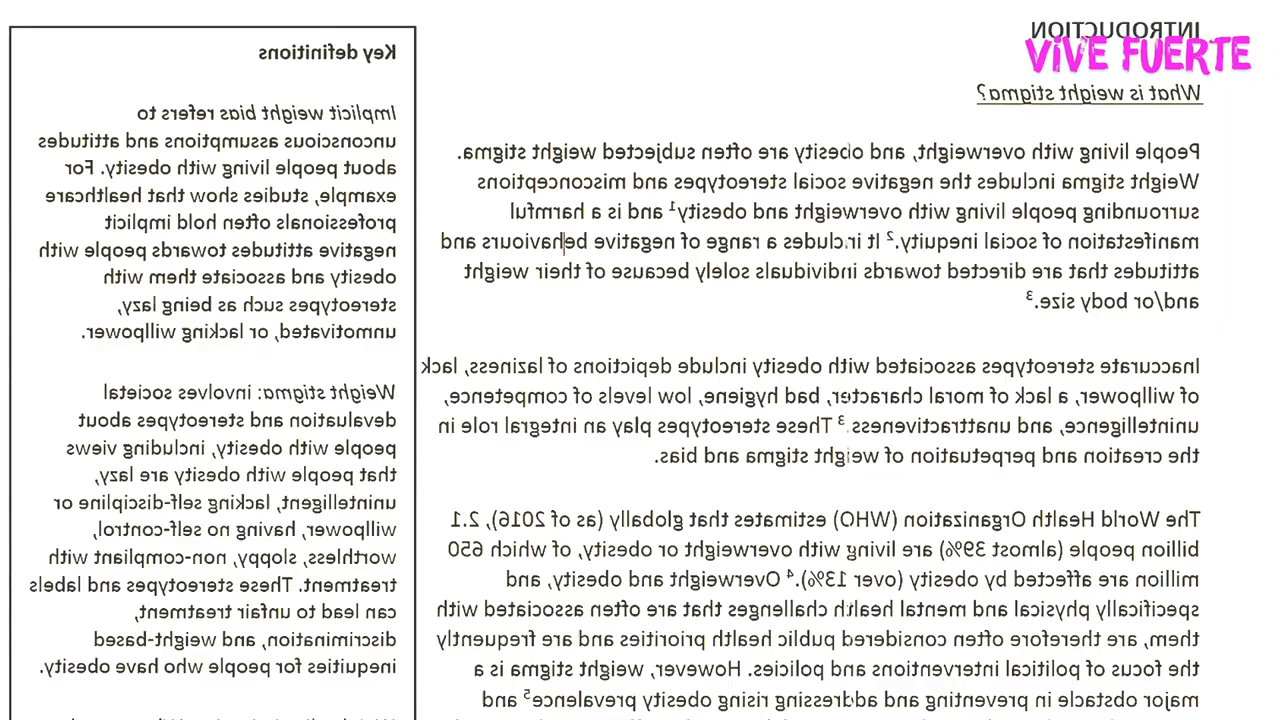 INTRODUCTION
VIVE FUERTE
What is weight stigma?
People living with overweight, and obesity are often subjected weight stigma.
Weight stigma includes the negative social stereotypes and misconceptions
surrounding people living with overweight and obesity¹ and is a harmful
manifestation of social inequity.² It includes a range of negative behaviours and
attitudes that are directed towards individuals solely because of their weight
and/or body size.³
Inaccurate stereotypes associated with obesity include depictions of laziness, lack
of willpower, a lack of moral character, bad hygiene, low levels of competence,
unintelligence, and unattractiveness.³ These stereotypes play an integral role in
the creation and perpetuation of weight stigma and bias.
The World Health Organization (WHO) estimates that globally (as of 2016), 2.1
billion people (almost 39%) are living with overweight or obesity, of which 650
million are affected by obesity (over 13%).⁴ Overweight and obesity, and
specifically physical and mental health challenges that are often associated with
them, are therefore often considered public health priorities and are frequently
the focus of political interventions and policies. However, weight stigma is a
major obstacle in preventing and addressing rising obesity prevalence⁵ and
Key definitions
Implicit weight bias refers to
unconscious assumptions and attitudes
about people living with obesity. For
example, studies show that healthcare
professionals often hold implicit
negative attitudes towards people with
obesity and associate them with
stereotypes such as being lazy,
unmotivated, or lacking willpower.
Weight stigma: involves societal
devaluation and stereotypes about
people with obesity, including views
that people with obesity are lazy,
unintelligent, lacking self-discipline or
willpower, having no self-control,
worthless, sloppy, non-compliant with
treatment. These stereotypes and labels
can lead to unfair treatment,
discrimination, and weight-based
inequities for people who have obesity.